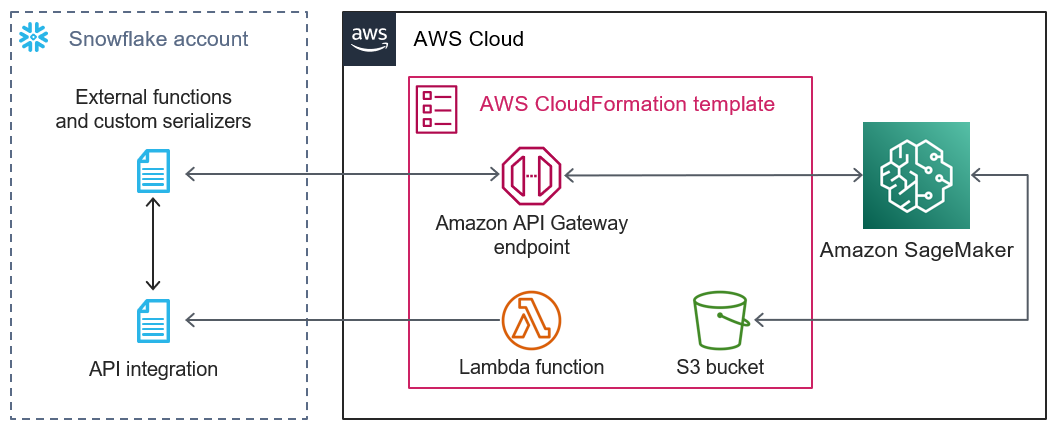 Snowflake account
aws
AWS Cloud
External functions
and custom serializers
AWS CloudFormation template
Amazon API Gateway
endpoint
Amazon SageMaker
API integration
Lambda function
S3 bucket